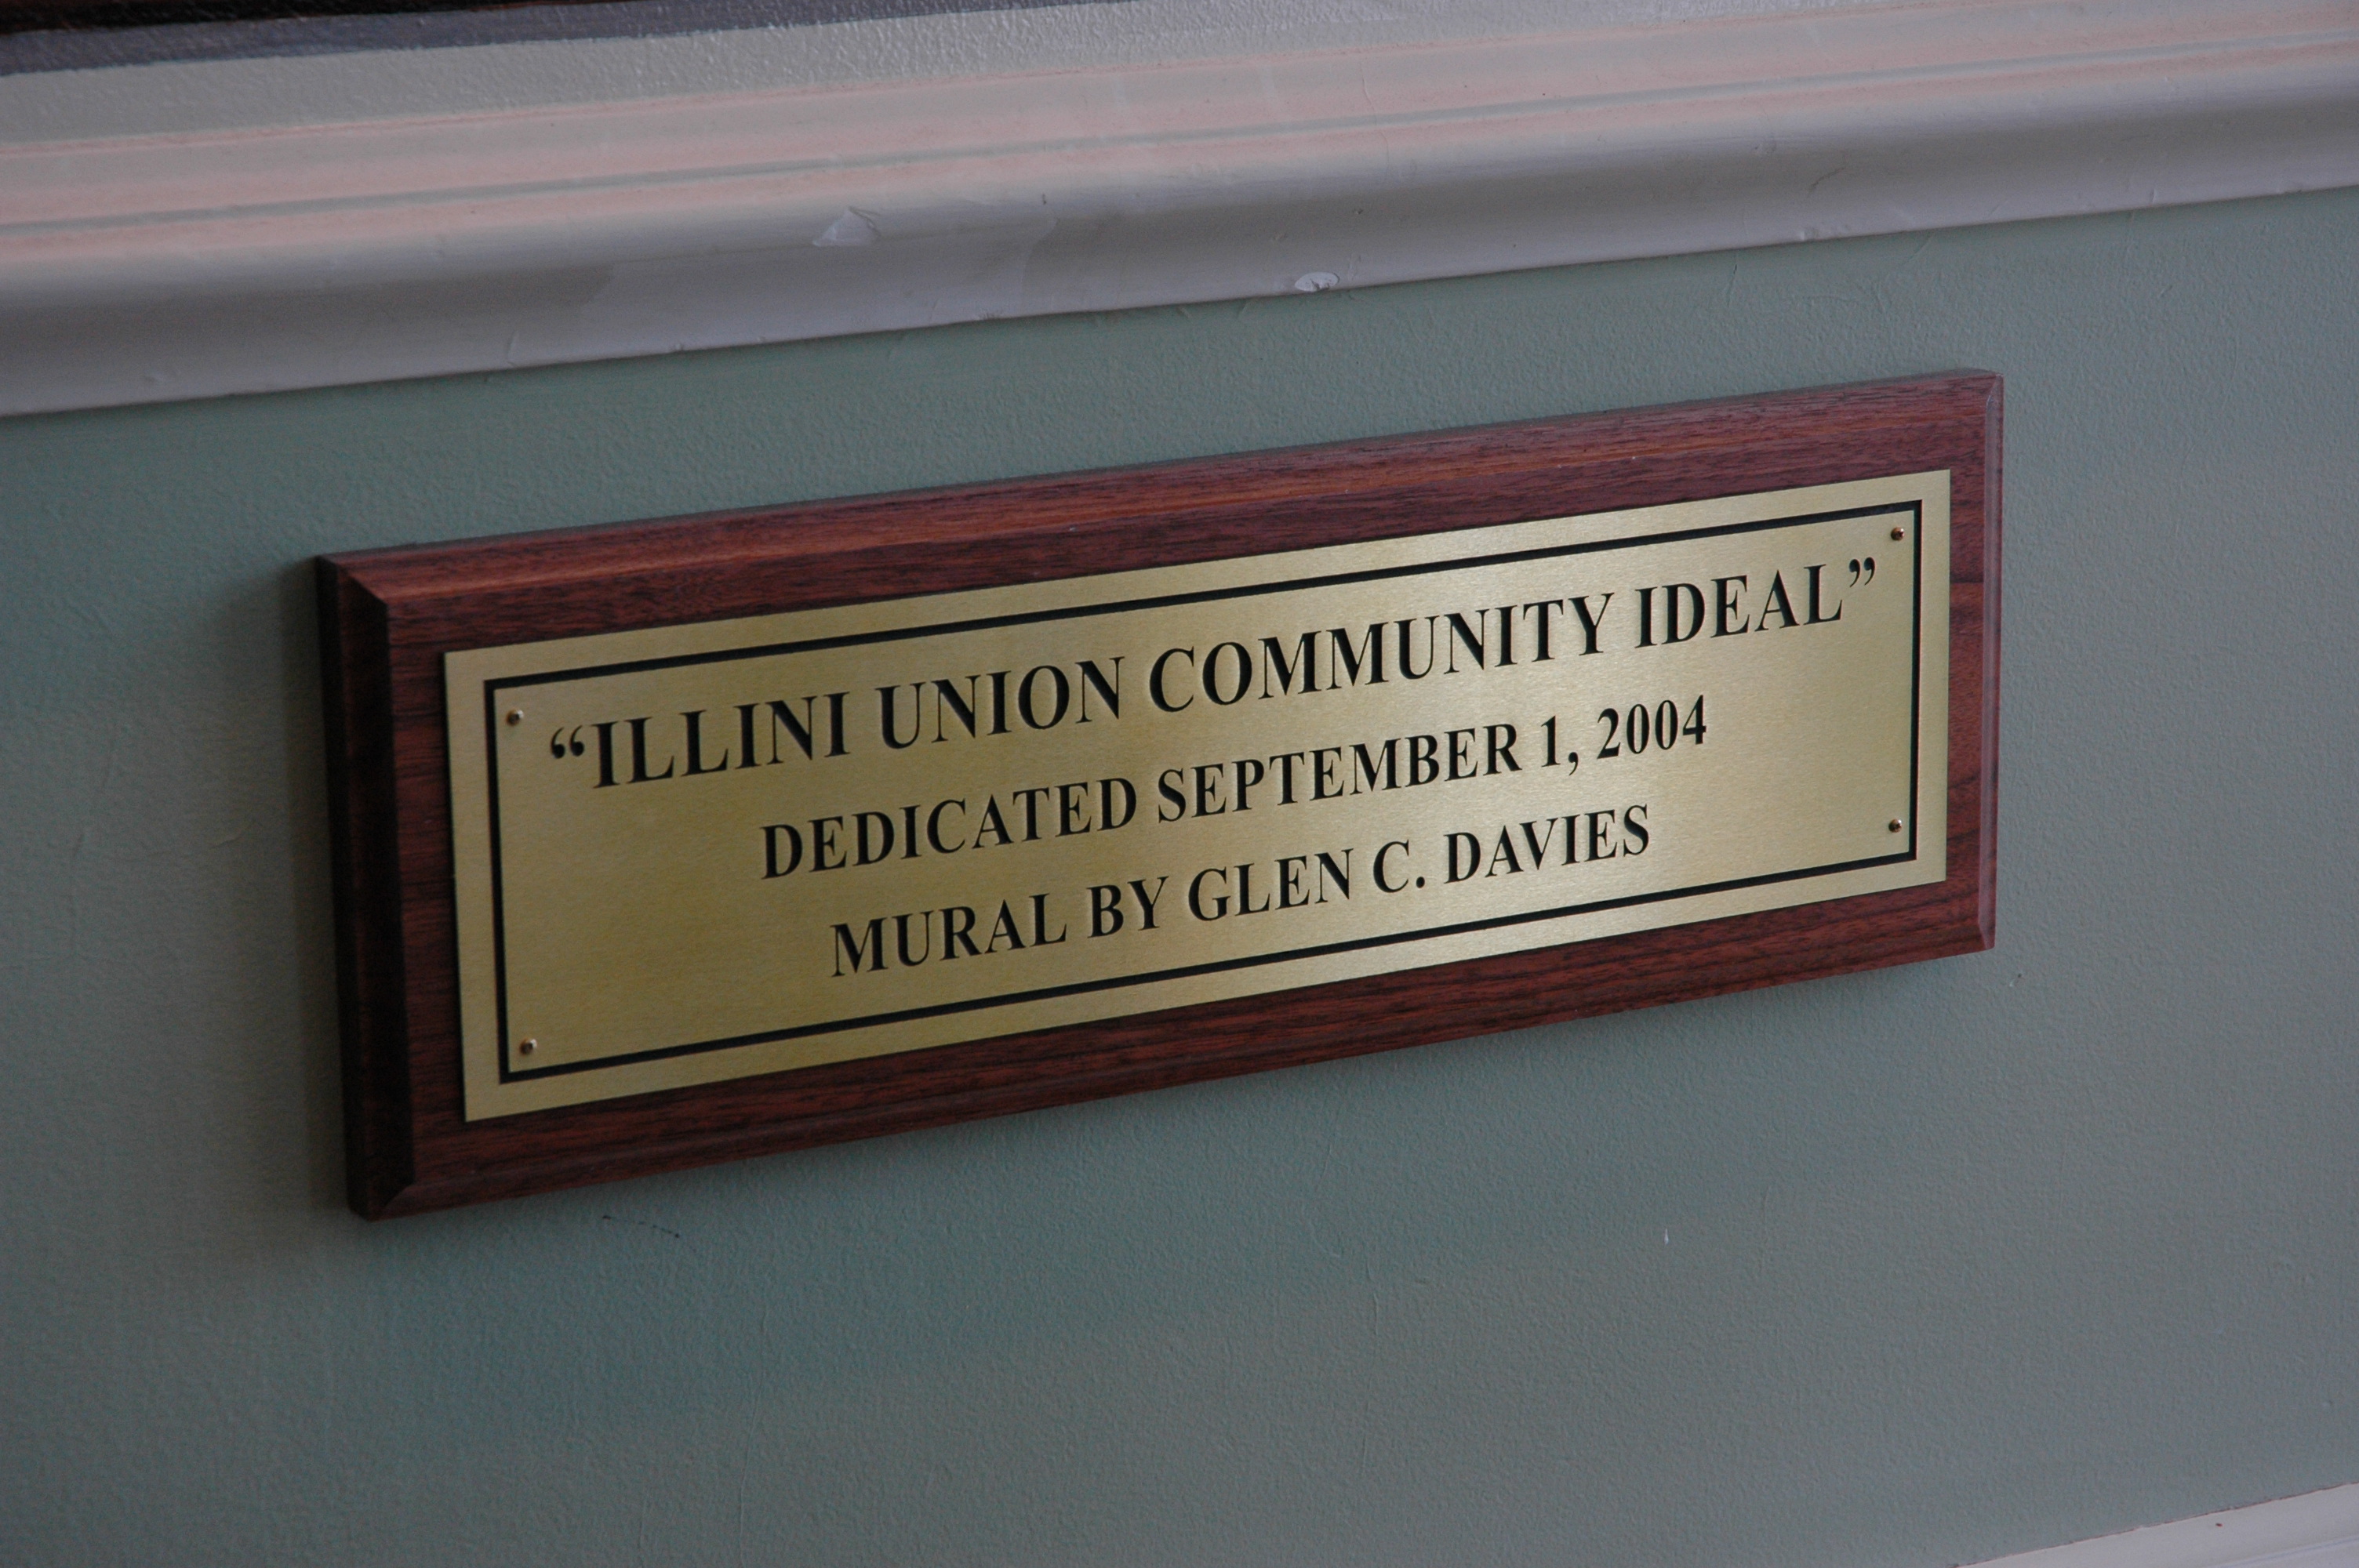 “ILLINI UNION COMMUNITY IDEAL”
DEDICATED SEPTEMBER 1, 2004
MURAL BY GLEN C. DAVIES